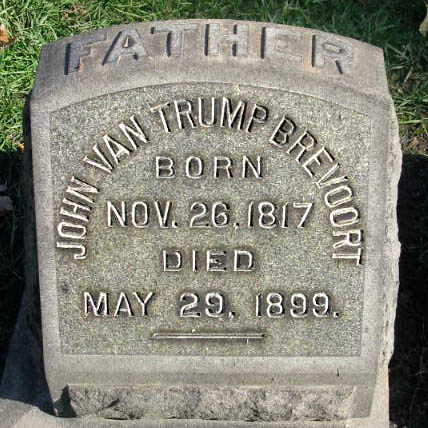 FATHER
JOHN VAN TRUMP BREVOORT
BORN
NOV. 26, 1817
DIED
MAY 29, 1899.